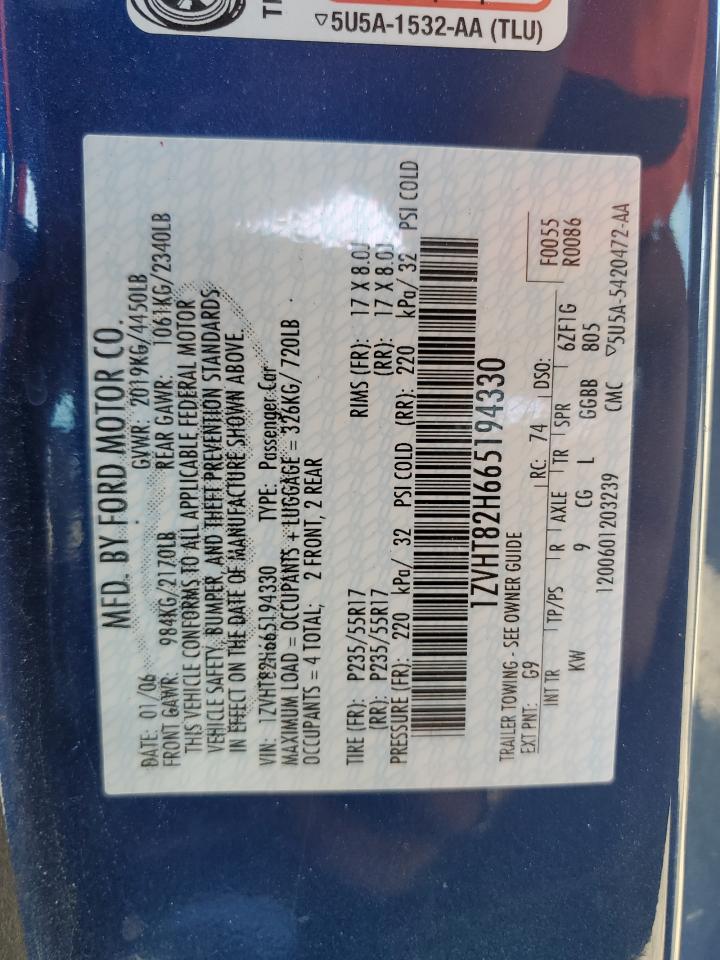 ▽5U5A-1532-AA (TLU)
MFD. BY FORD MOTOR CO.
DATE: 01/06 GVWR: 2019KG/4450LB
FRONT GAWR: 984KG/2170LB REAR GAWR: 1061KG/2340LB
THIS VEHICLE CONFORMS TO ALL APPLICABLE FEDERAL MOTOR
VEHICLE SAFETY, BUMPER, AND THEFT PREVENTION STANDARDS
IN EFFECT ON THE DATE OF MANUFACTURE SHOWN ABOVE.
VIN: 1ZVHT82H665194330 TYPE: Passenger Car
MAXIMUM LOAD = OCCUPANTS + LUGGAGE = 326KG/ 720LB
OCCUPANTS = 4 TOTAL; 2 FRONT, 2 REAR
TIRE (FR): P235/55R17 RIMS (FR): 17 X 8.0J
(RR): P235/55R17 (RR): 17 X 8.0J
PRESSURE (FR): 220 kPa/ 32 PSI COLD (RR): 220 kPa/ 32 PSI COLD
1ZVHT82H665194330
TRAILER TOWING - SEE OWNER GUIDE
EXT PNT: G9 RC: 74 DSO: F0055
R0086
INT TR TP/PS R AXLE TR SPR 6ZF1G
KW 9 CG L GGBB 805
1200601203239 CMC ▽5U5A-5420472-AA